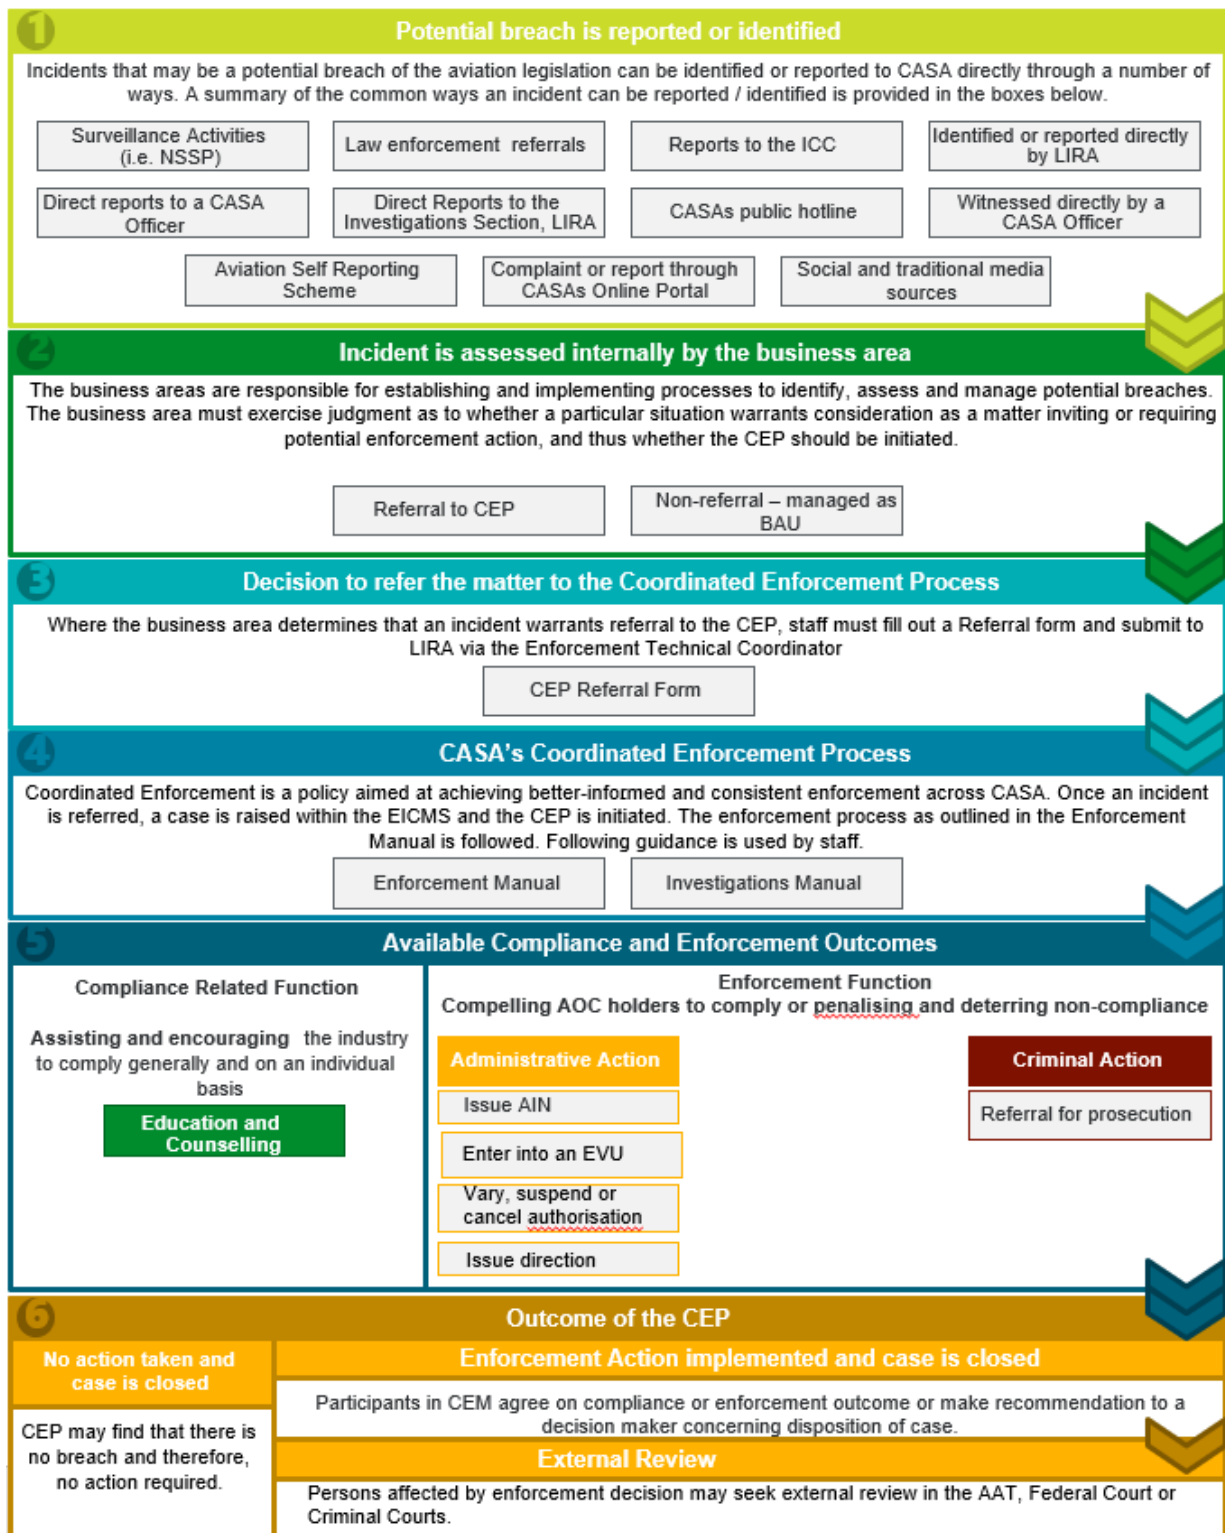 1
Potential breach is reported or identified
Incidents that may be a potential breach of the aviation legislation can be identified or reported to CASA directly through a number of
ways. A summary of the common ways an incident can be reported / identified is provided in the boxes below.
Surveillance Activities
(i.e. NSSP)
Law enforcement referrals
Reports to the ICC
Identified or reported directly
by LIRA
Direct reports to a CASA
Officer
Direct Reports to the
Investigations Section, LIRA
CASAs public hotline
Witnessed directly by a
CASA Officer
Aviation Self Reporting
Scheme
Complaint or report through
CASAs Online Portal
Social and traditional media
sources
2
Incident is assessed internally by the business area
The business areas are responsible for establishing and implementing processes to identify, assess and manage potential breaches.
The business area must exercise judgment as to whether a particular situation warrants consideration as a matter inviting or requiring
potential enforcement action, and thus whether the CEP should be initiated.
Referral to CEP
Non-referral – managed as
BAU
3
Decision to refer the matter to the Coordinated Enforcement Process
Where the business area determines that an incident warrants referral to the CEP, staff must fill out a Referral form and submit to
LIRA via the Enforcement Technical Coordinator
CEP Referral Form
4
CASA's Coordinated Enforcement Process
Coordinated Enforcement is a policy aimed at achieving better-informed and consistent enforcement across CASA. Once an incident
is referred, a case is raised within the EICMS and the CEP is initiated. The enforcement process as outlined in the Enforcement
Manual is followed. Following guidance is used by staff.
Enforcement Manual
Investigations Manual
5
Available Compliance and Enforcement Outcomes
Compliance Related Function
Assisting and encouraging the industry
to comply generally and on an individual
basis
Education and
Counselling
Enforcement Function
Compelling AOC holders to comply or penalising and deterring non-compliance
Administrative Action
Issue AIN
Enter into an EVU
Vary, suspend or
cancel authorisation
Issue direction
Criminal Action
Referral for prosecution
6
Outcome of the CEP
No action taken and
case is closed
CEP may find that there is
no breach and therefore,
no action required.
Enforcement Action implemented and case is closed
Participants in CEM agree on compliance or enforcement outcome or make recommendation to a
decision maker concerning disposition of case.
External Review
Persons affected by enforcement decision may seek external review in the AAT, Federal Court or
Criminal Courts.